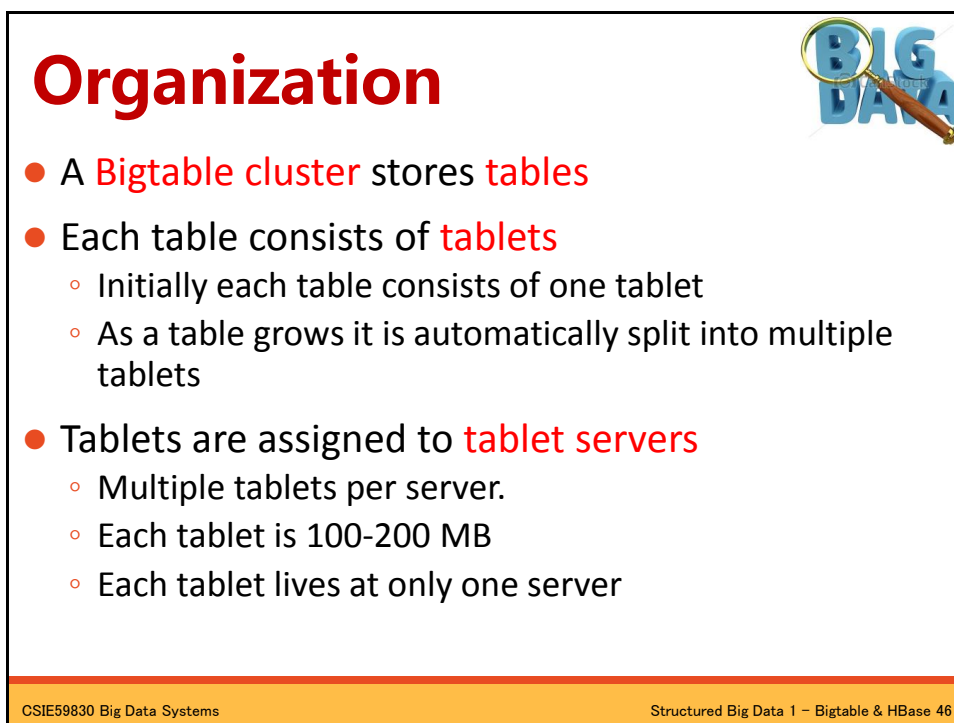 Organization
BIG
DATA
● A Bigtable cluster stores tables
● Each table consists of tablets
◦ Initially each table consists of one tablet
◦ As a table grows it is automatically split into multiple
tablets
● Tablets are assigned to tablet servers
◦ Multiple tablets per server.
◦ Each tablet is 100-200 MB
◦ Each tablet lives at only one server
CSIE59830 Big Data Systems
Structured Big Data 1 – Bigtable & HBase 46